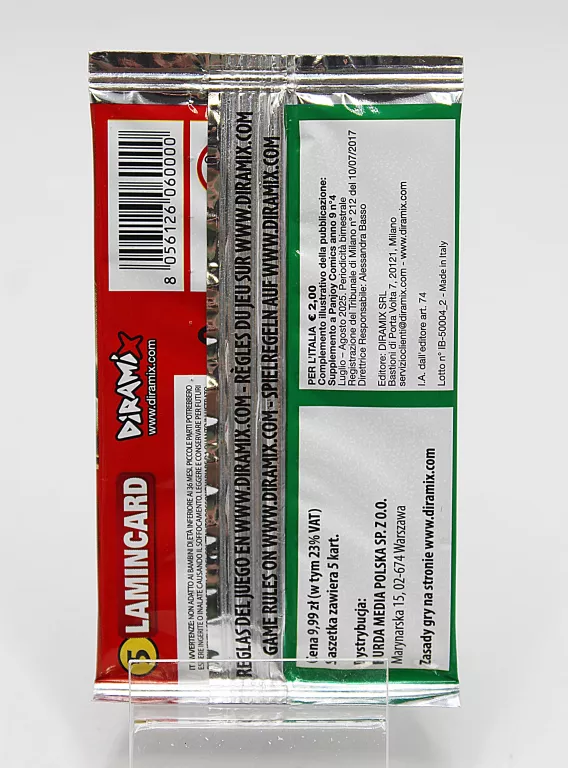 8 056126 060000
DIRAMIX
www.diramix.com
5 LAMINCARD
IT AVVERTENZE: NON ADATTO AI BAMBINI DI ETÀ INFERIORE AI 36 MESI. PICCOLE PARTI POTREBBERO
ESSERE INGERITE O INALATE CAUSANDO IL SOFFOCAMENTO. LEGGERE E CONSERVARE PER FUTURI
REGLAS DEL JUEGO EN WWW.DIRAMIX.COM - RÈGLES DU JEU SUR WWW.DIRAMIX.COM
GAME RULES ON WWW.DIRAMIX.COM - SPIELREGELN AUF WWW.DIRAMIX.COM
PER L'ITALIA € 2,00
Complemento illustrativo della pubblicazione:
Supplemento a Panjoy Comics anno 9 n°4
Luglio – Agosto 2025. Periodicità bimestrale
Registrazione del Tribunale di Milano n° 212 del 10/07/2017
Direttrice Responsabile: Alessandra Basso
Editore: DIRAMIX SRL
Bastioni di Porta Volta 7, 20121, Milano
servizioclienti@diramix.com - www.diramix.com
I.A. dall'editore art. 74
Lotto n° IB-50004_2 - Made in Italy
Cena 9,99 zł (w tym 23% VAT)
Saszetka zawiera 5 kart.
Dystrybucja:
BURDA MEDIA POLSKA SP. Z O.O.
Marynarska 15, 02-674 Warszawa
Zasady gry na stronie www.diramix.com